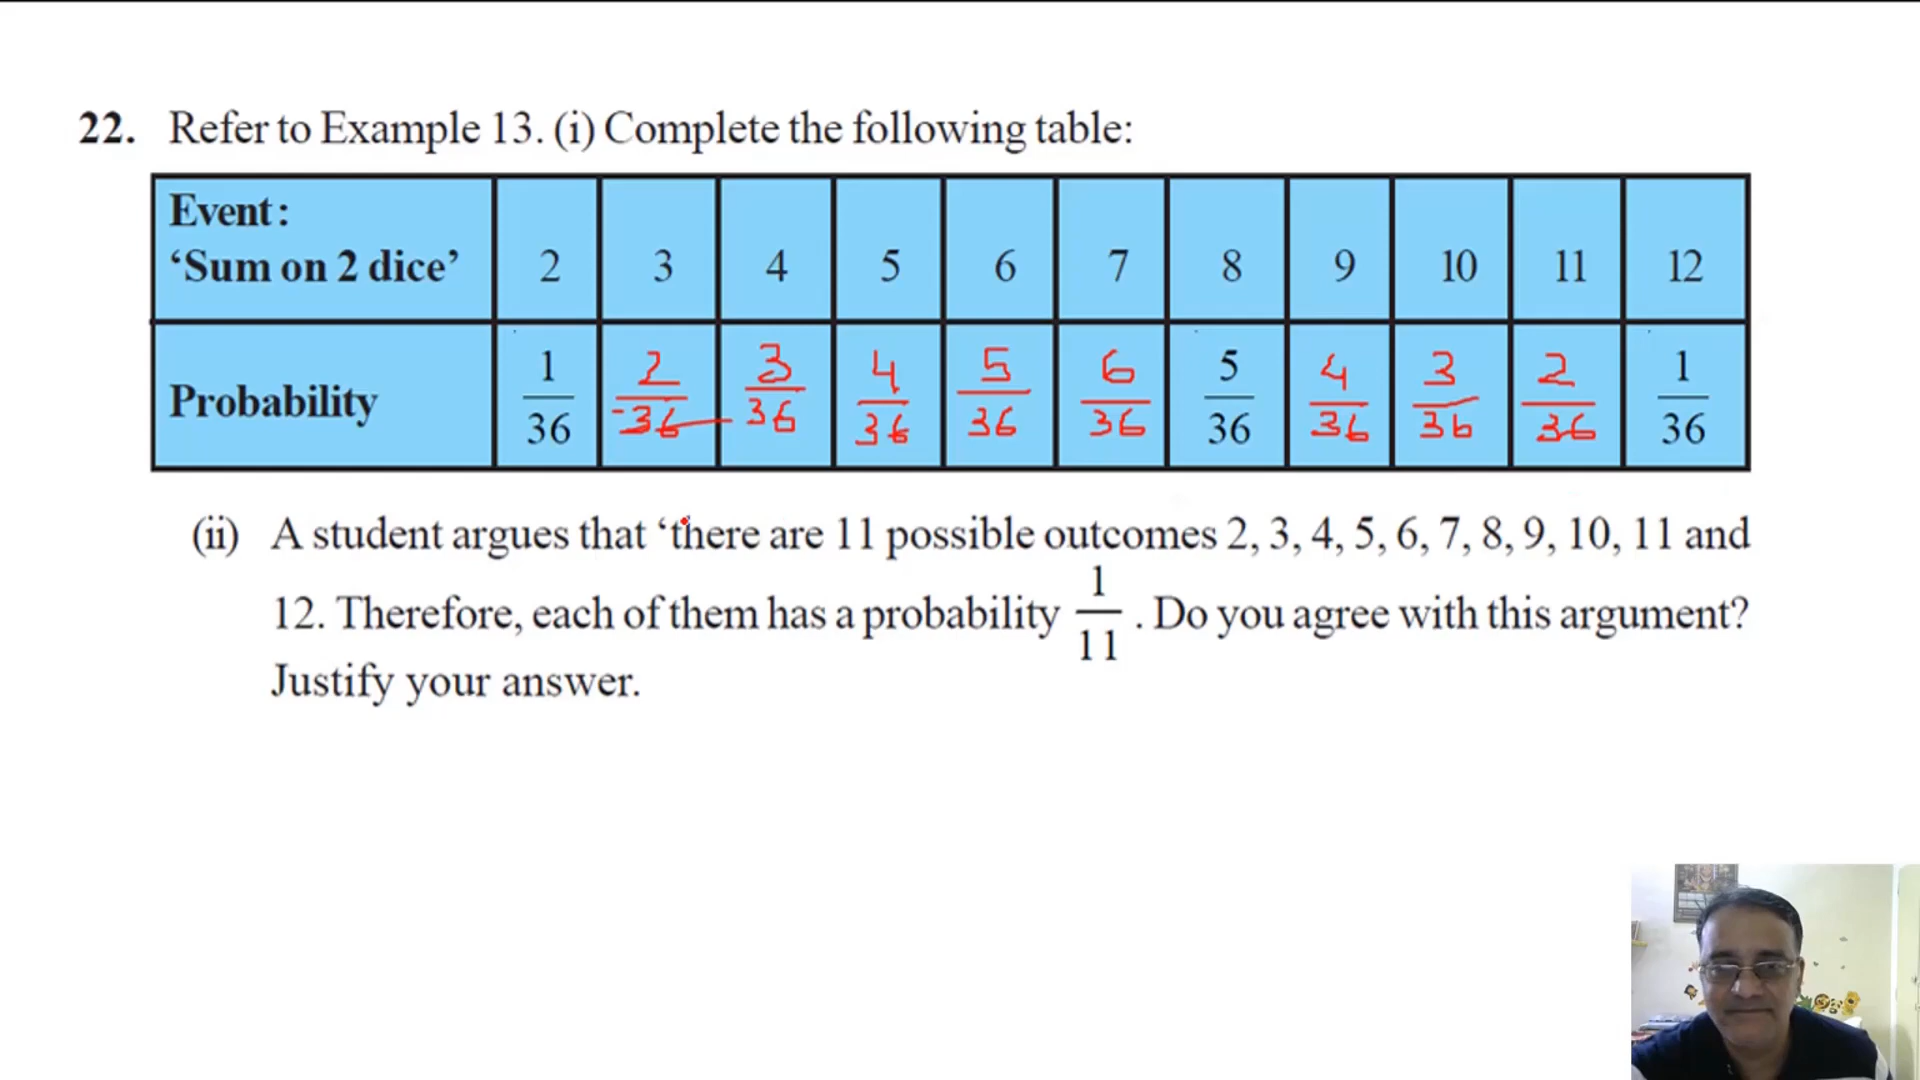 22. Refer to Example 13. (i) Complete the following table:
Event:
‘Sum on 2 dice’ 2 3 4 5 6 7 8 9 10 11 12
Probability 1/36 2/36 3/36 4/36 5/36 6/36 5/36 4/36 3/36 2/36 1/36
(ii) A student argues that ‘there are 11 possible outcomes 2, 3, 4, 5, 6, 7, 8, 9, 10, 11 and
12. Therefore, each of them has a probability 1/11 . Do you agree with this argument?
Justify your answer.